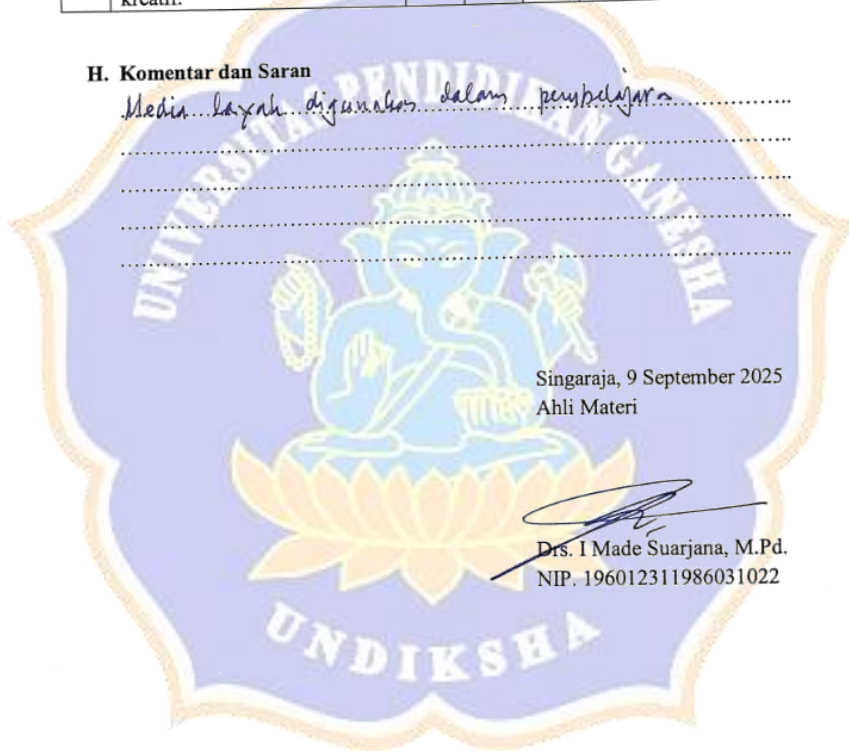 kreatif.
H. Komentar dan Saran
Media layak digunakan dalam pembelajaran
Singaraja, 9 September 2025
Ahli Materi
Drs. I Made Suarjana, M.Pd.
NIP. 196012311986031022
UNIVERSITAS PENDIDIKAN GANESHA
UNDIKSHA